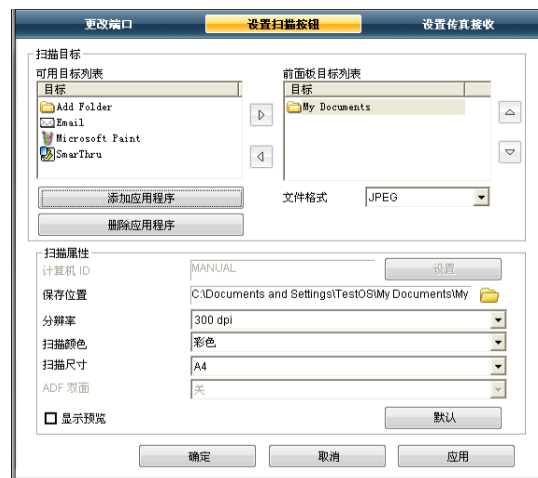 更改端口 设置扫描按钮 设置传真接收
扫描目标
可用目标列表 前面板目标列表
目标 目标
Add Folder My Documents
Email
Microsoft Paint
SmarThru
添加应用程序 文件格式 JPEG
删除应用程序
扫描属性
计算机 ID MANUAL 设置
保存位置 C:\Documents and Settings\TestOS\My Documents\My
分辨率 300 dpi
扫描颜色 彩色
扫描尺寸 A4
ADF 双面 关
显示预览 默认
确定 取消 应用